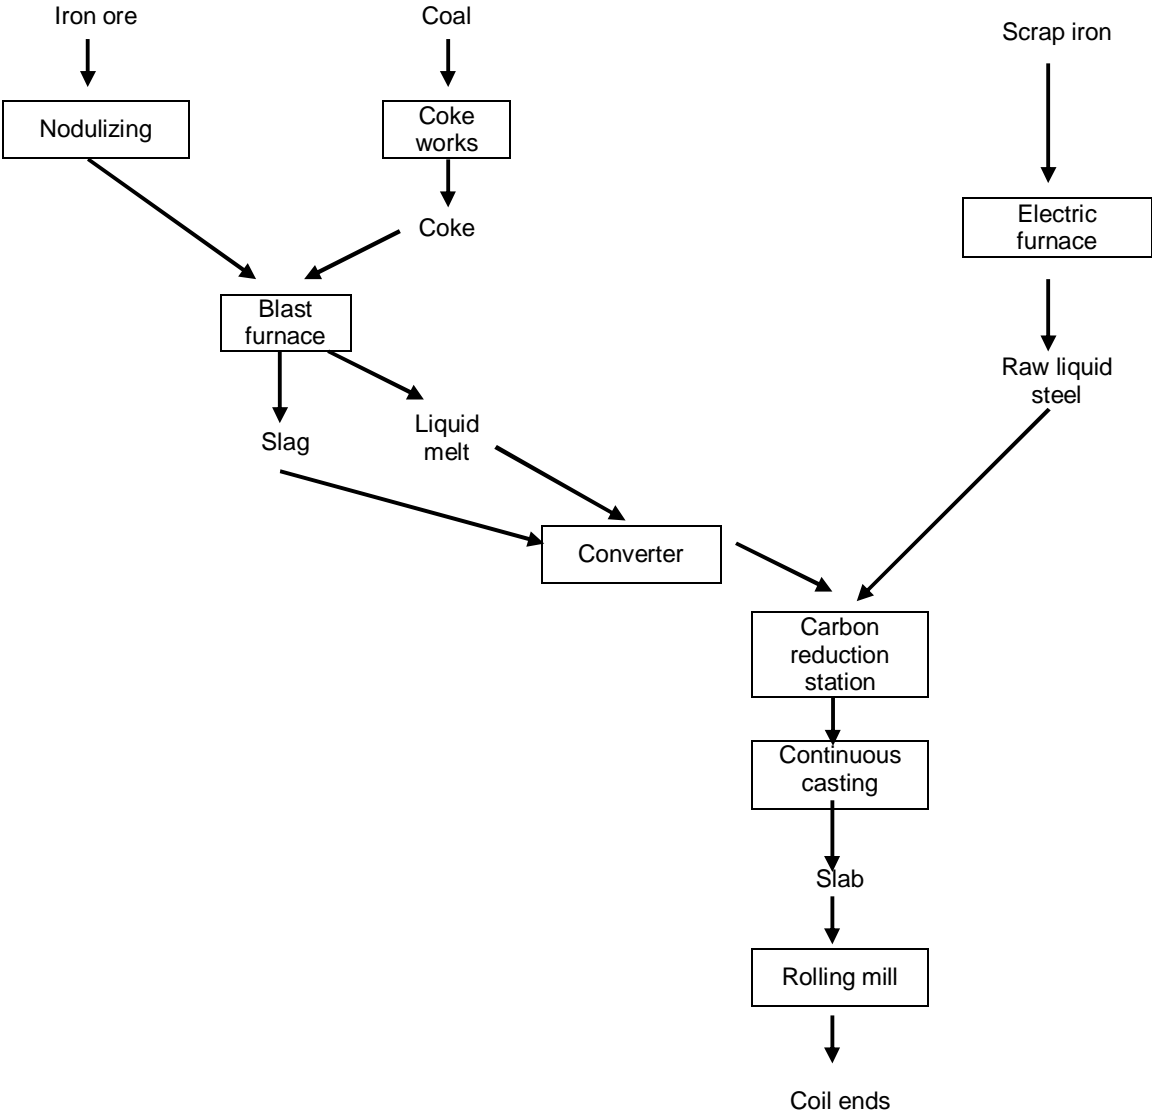 Iron ore
Coal
Scrap iron
Nodulizing
Coke
works
Coke
Electric
furnace
Blast
furnace
Raw liquid
steel
Slag
Liquid
melt
Converter
Carbon
reduction
station
Continuous
casting
Slab
Rolling mill
Coil ends